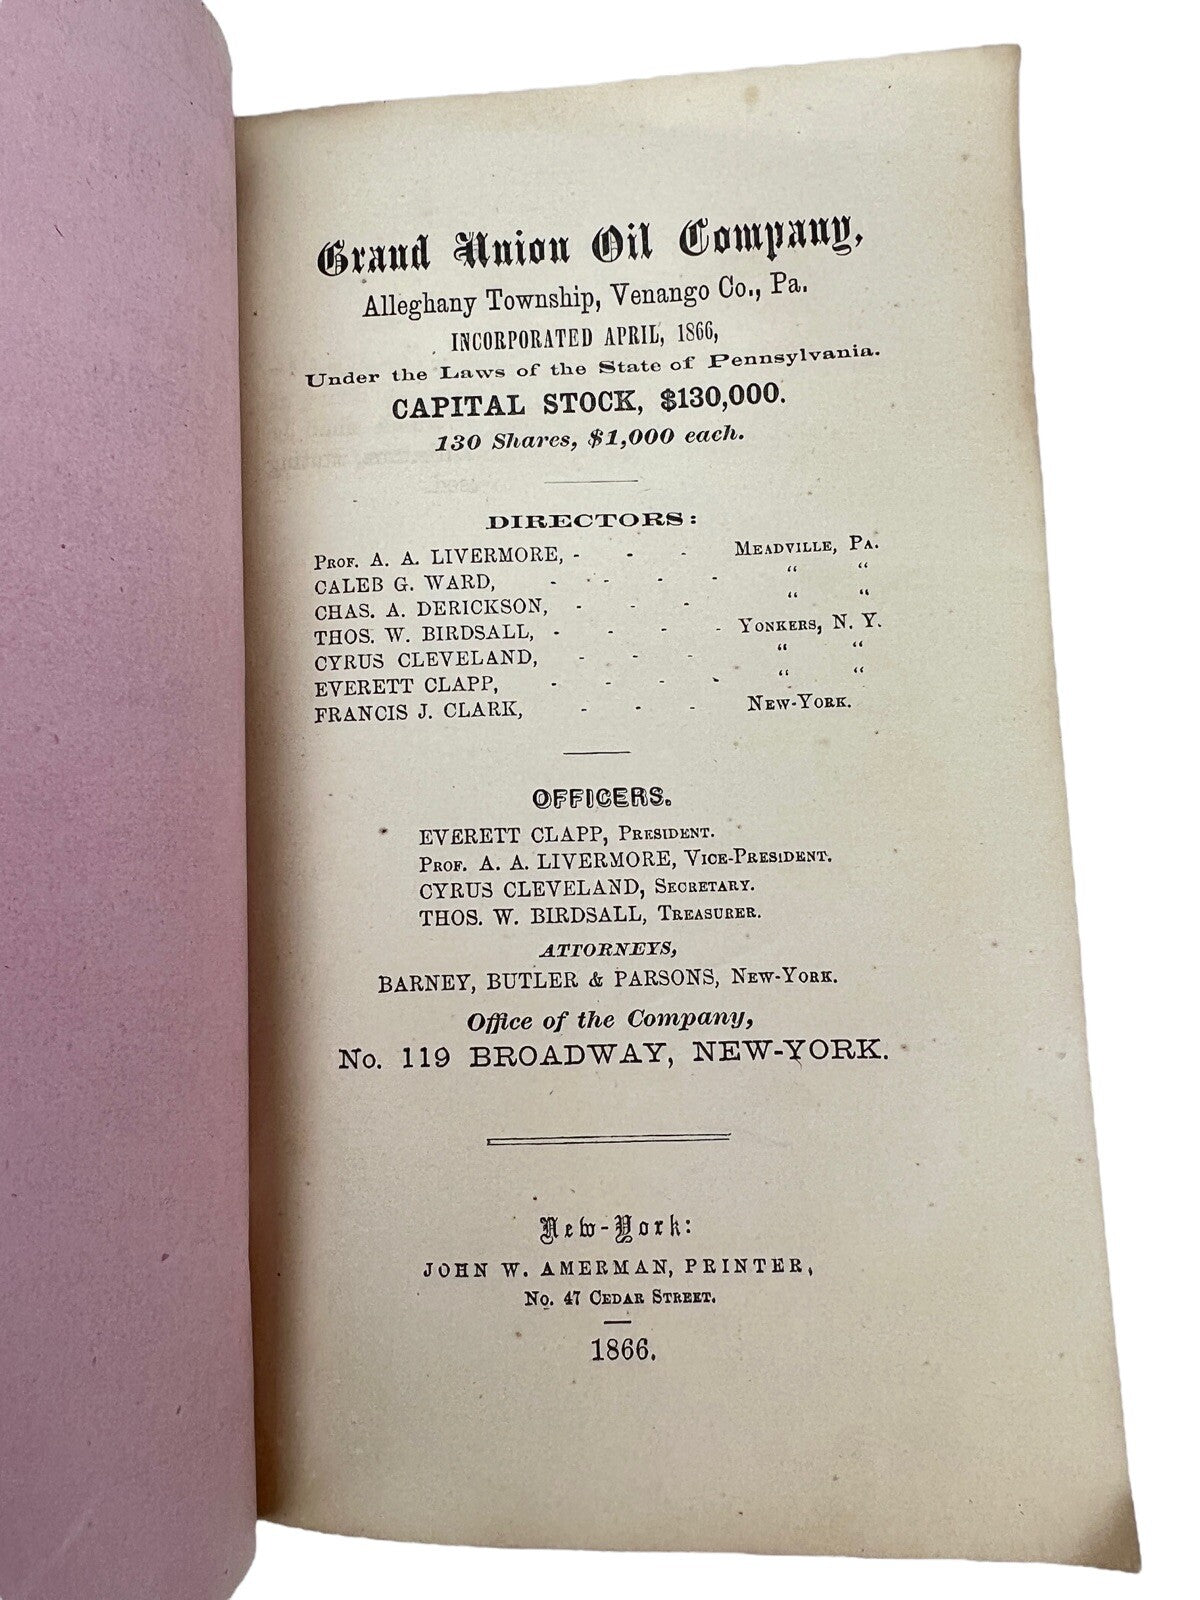 Grand Union Oil Company,
Alleghany Township, Venango Co., Pa.
INCORPORATED APRIL, 1866,
Under the Laws of the State of Pennsylvania.
CAPITAL STOCK, $130,000.
130 Shares, $1,000 each.
DIRECTORS:
PROF. A. A. LIVERMORE, - - - MEADVILLE, PA.
CALEB G. WARD, - - - - “ “
CHAS. A. DERICKSON, - - - “ “
THOS. W. BIRDSALL, - - - - YONKERS, N. Y.
CYRUS CLEVELAND, - - - “ “
EVERETT CLAPP, - - - - “ “
FRANCIS J. CLARK, - - - NEW-YORK.
OFFICERS.
EVERETT CLAPP, PRESIDENT.
PROF. A. A. LIVERMORE, VICE-PRESIDENT.
CYRUS CLEVELAND, SECRETARY.
THOS. W. BIRDSALL, TREASURER.
ATTORNEYS,
BARNEY, BUTLER & PARSONS, NEW-YORK.
Office of the Company,
No. 119 BROADWAY, NEW-YORK.
New-York:
JOHN W. AMERMAN, PRINTER,
No. 47 CEDAR STREET.
1866.